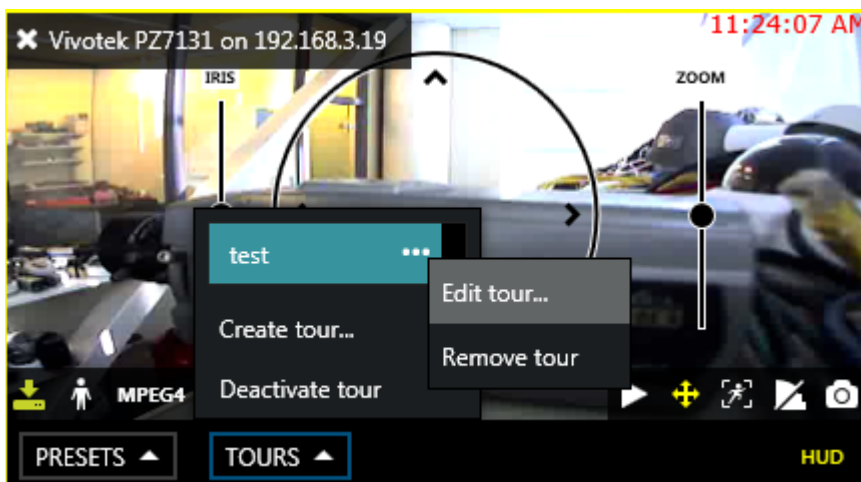 ✖ Vivotek PZ7131 on 192.168.3.19
11:24:07 AM
IRIS
ZOOM
test •••
Edit tour...
Create tour...
Remove tour
Deactivate tour
MPEG4
PRESETS
TOURS
HUD